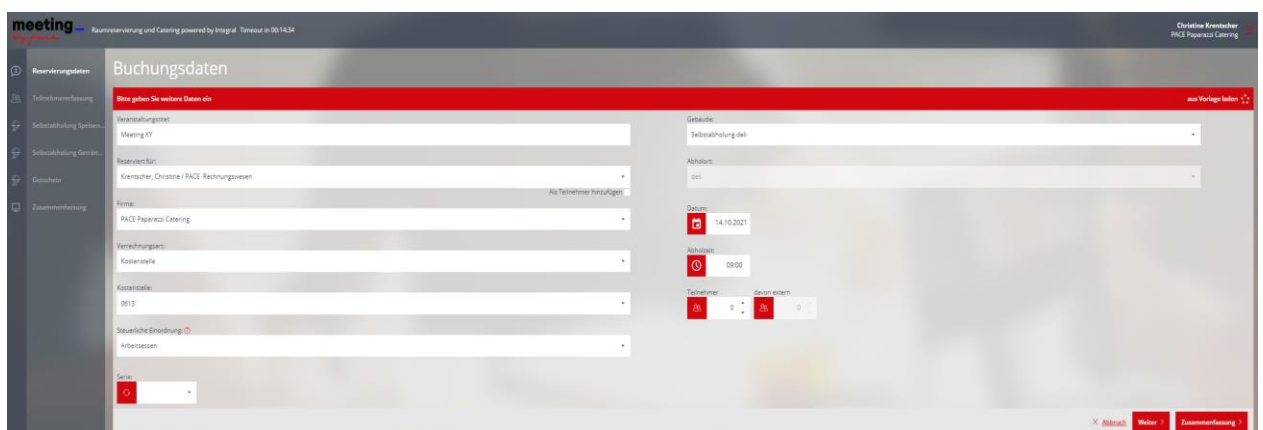 meeting
Raumreservierung und Catering powered by Integral Timeout in 00:14:34
Christine Krentscher
PACE Paparazzi Catering
Reservierungsdaten
Teilnehmererfassung
Selbstabholung Speisen...
Selbstabholung Geträn...
Gutschein
Zusammenfassung
Buchungsdaten
Bitte geben Sie weitere Daten ein
aus Vorlage laden
Veranstaltungstitel:
Meeting XY
Reserviert für:
Krentscher, Christine / PACE Rechnungswesen
Als Teilnehmer hinzufügen
Firma:
PACE Paparazzi Catering
Verrechnungsart:
Kostenstelle
Kostenstelle:
0613
Steuerliche Einordnung:
Arbeitsessen
Serie:
Gebäude:
Selbstabholung deli
Abholort:
deli
Datum:
14.10.2021
Abholzeit:
09:00
Teilnehmer davon extern
0 0
Abbruch Weiter Zusammenfassung